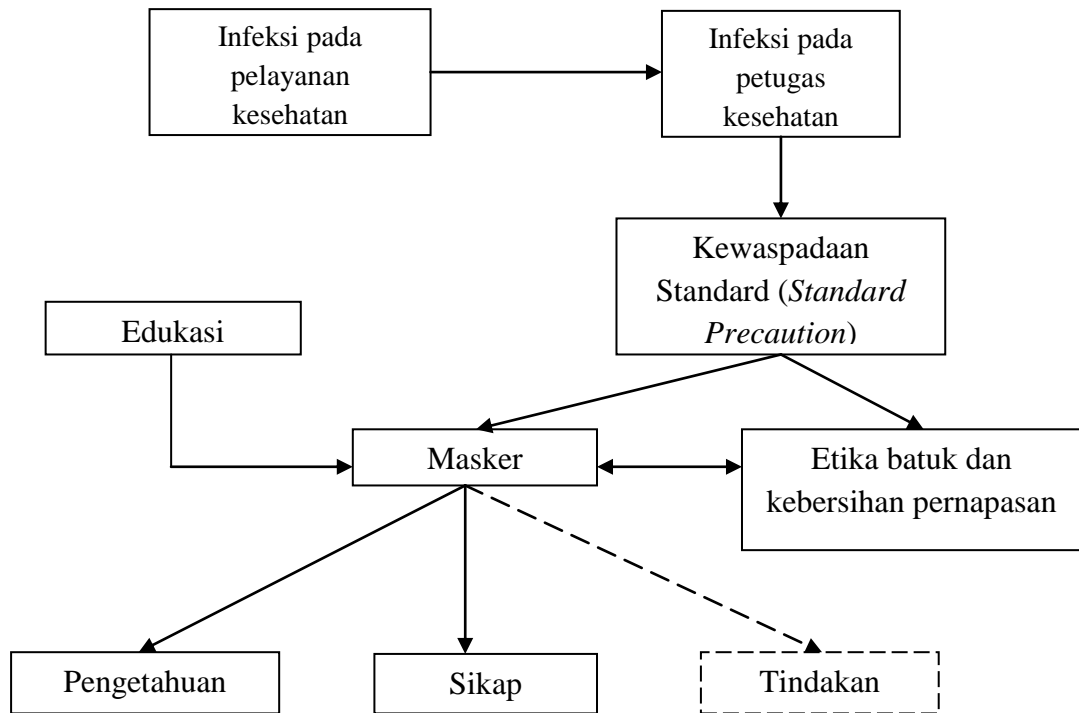 Infeksi pada
pelayanan
kesehatan
Infeksi pada
petugas
kesehatan
Kewaspadaan
Standard (Standard
Precaution)
Edukasi
Masker
Etika batuk dan
kebersihan pernapasan
Pengetahuan
Sikap
Tindakan